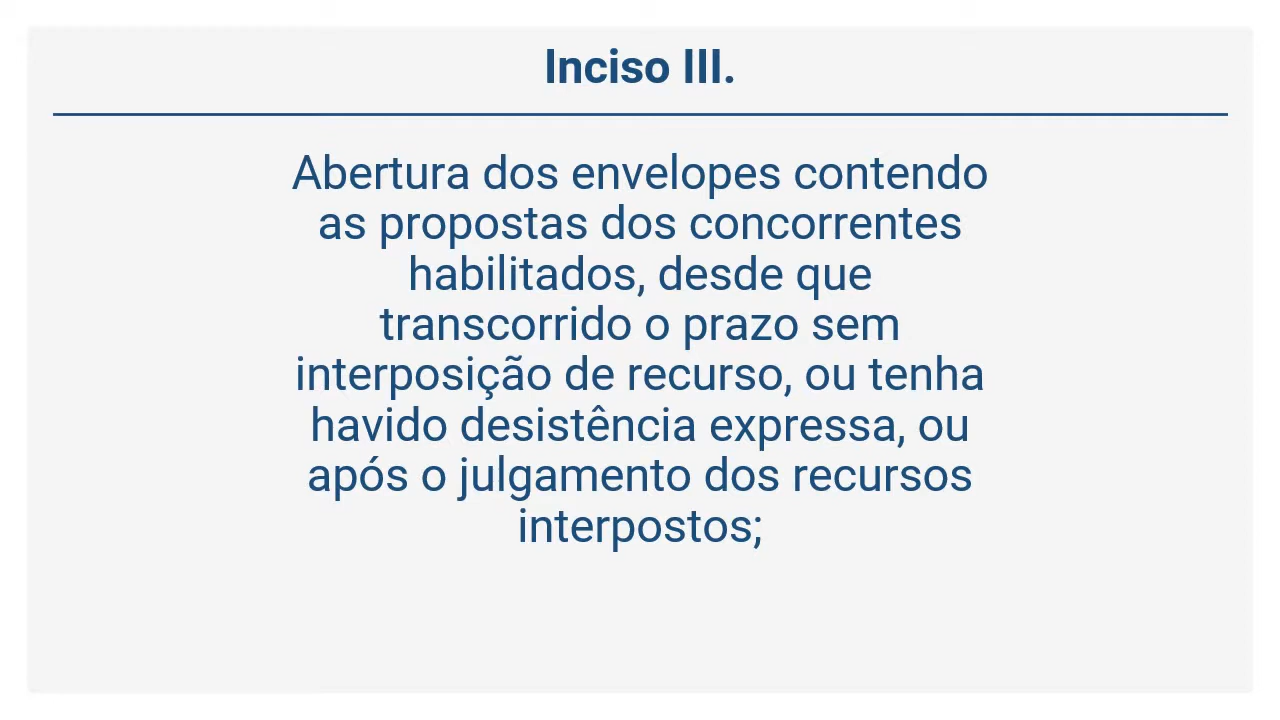 Inciso III.
Abertura dos envelopes contendo
as propostas dos concorrentes
habilitados, desde que
transcorrido o prazo sem
interposição de recurso, ou tenha
havido desistência expressa, ou
após o julgamento dos recursos
interpostos;